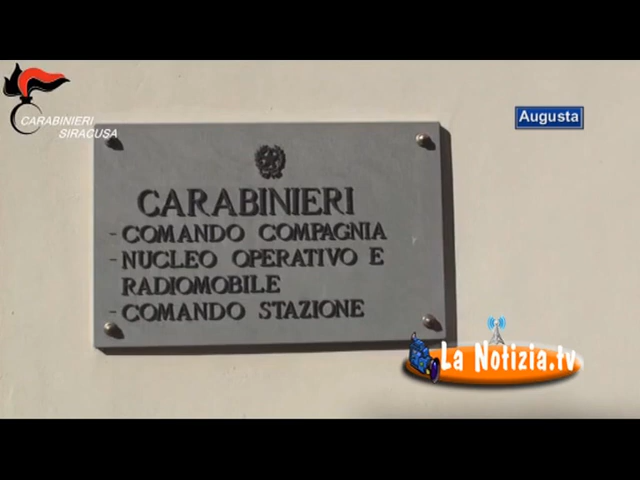 CARABINIERI
SIRACUSA
Augusta
CARABINIERI
- COMANDO COMPAGNIA
- NUCLEO OPERATIVO E
RADIOMOBILE
- COMANDO STAZIONE
La Notizia.tv